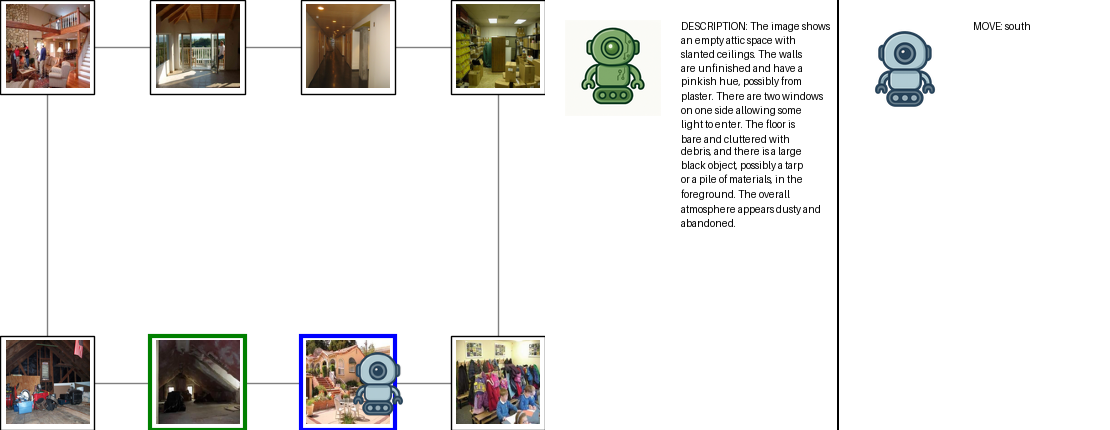 DESCRIPTION: The image shows
an empty attic space with
slanted ceilings. The walls
are unfinished and have a
pinkish hue, possibly from
plaster. There are two windows
on one side allowing some
light to enter. The floor is
bare and cluttered with
debris, and there is a large
black object, possibly a tarp
or a pile of materials, in the
foreground. The overall
atmosphere appears dusty and
abandoned.
MOVE: south